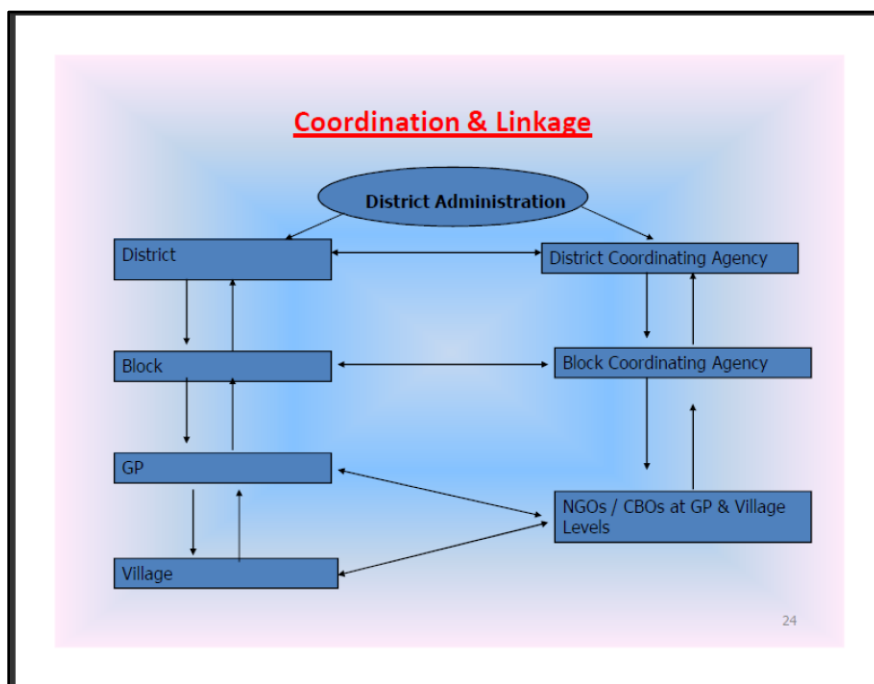 Coordination & Linkage
District Administration
District
District Coordinating Agency
Block
Block Coordinating Agency
GP
NGOs / CBOs at GP & Village
Levels
Village
24